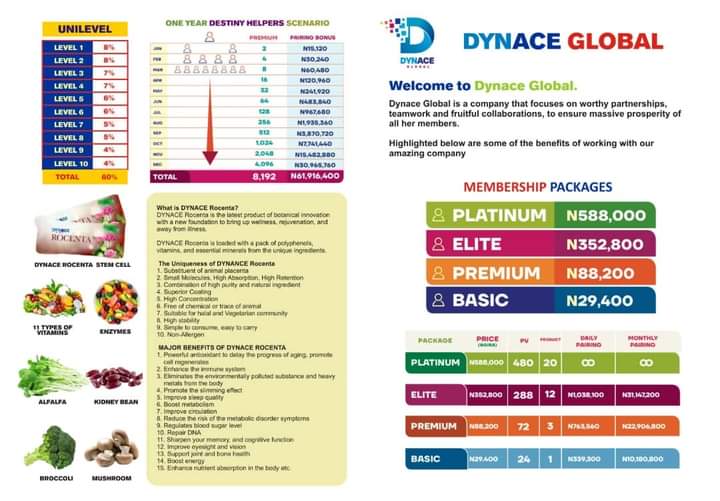 UNILEVEL
LEVEL 1 8%
LEVEL 2 8%
LEVEL 3 7%
LEVEL 4 7%
LEVEL 5 6%
LEVEL 6 6%
LEVEL 7 5%
LEVEL 8 5%
LEVEL 9 4%
LEVEL 10 4%
TOTAL 60%
ONE YEAR DESTINY HELPERS SCENARIO
PREMIUM PAIRING BONUS
JAN 2 N15,120
FEB 4 N30,240
MAR 8 N60,480
APR 16 N120,960
MAY 32 N241,920
JUN 64 N483,840
JUL 128 N967,680
AUG 256 N1,935,360
SEP 512 N3,870,720
OCT 1,024 N7,741,440
NOV 2,048 N15,482,880
DEC 4,096 N30,965,760
TOTAL 8,192 N61,916,400
DYNACE
ROCENTA
DYNACE ROCENTA STEM CELL
11 TYPES OF
VITAMINS
ENZYMES
ALFALFA
KIDNEY BEAN
BROCCOLI
MUSHROOM
What is DYNACE Rocenta?
DYNACE Rocenta is the latest product of botanical innovation
with a new foundation to bring up wellness, rejuvenation, and
away from illness.
DYNACE Rocenta is loaded with a pack of polyphenols,
vitamins, and essential minerals from the unique ingredients.
The Uniqueness of DYNANCE Rocenta
1. Substituent of animal placenta
2. Small Molecules, High Absorption, High Retention
3. Combination of high purity and natural ingredient
4. Superior Coating
5. High Concentration
6. Free of chemical or trace of animal
7. Suitable for halal and Vegetarian community
8. High stability
9. Simple to consume, easy to carry
10. Non-Allergen
MAJOR BENEFITS OF DYNACE ROCENTA
1. Powerful antioxidant to delay the progress of aging, promote
cell regenerates
2. Enhance the immune system
3. Eliminates the environmentally polluted substance and heavy
metals from the body
4. Promote the slimming effect
5. Improve sleep quality
6. Boost metabolism
7. Improve circulation
8. Reduce the risk of the metabolic disorder symptoms
9. Regulates blood sugar level
10. Repair DNA
11. Sharpen your memory, and cognitive function
12. Improve eyesight and vision
13. Support joint and bone health
14. Boost energy
15. Enhance nutrient absorption in the body etc.
DYNACE
GLOBAL
DYNACE GLOBAL
Welcome to Dynace Global.
Dynace Global is a company that focuses on worthy partnerships,
teamwork and fruitful collaborations, to ensure massive prosperity of
all her members.
Highlighted below are some of the benefits of working with our
amazing company
MEMBERSHIP PACKAGES
PLATINUM N588,000
ELITE N352,800
PREMIUM N88,200
BASIC N29,400
PACKAGE PRICE (NAIRA) PV PRODUCT DAILY PAIRING MONTHLY PAIRING
PLATINUM N588,000 480 20 ∞ ∞
ELITE N352,800 288 12 N1,038,100 N31,147,200
PREMIUM N88,200 72 3 N763,560 N22,906,800
BASIC N29,400 24 1 N339,300 N10,180,800